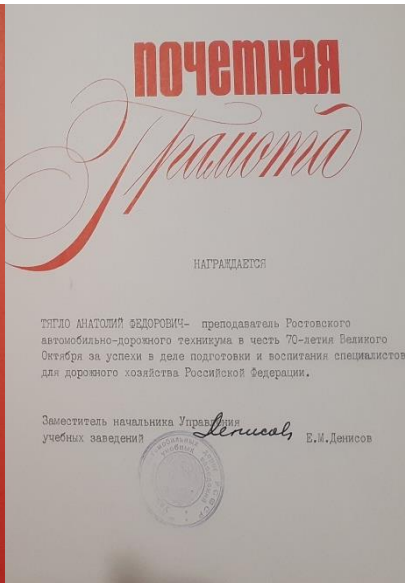 почетная
Грамота
НАГРАЖДАЕТСЯ
ТЯГЛО АНАТОЛИЙ ФЕДОРОВИЧ- преподаватель Ростовского
автомобильно-дорожного техникума в честь 70-летия Великого
Октября за успехи в деле подготовки и воспитания специалистов
для дорожного хозяйства Российской Федерации.
Заместитель начальника Управления
учебных заведений
Денисов
Е.М.Денисов